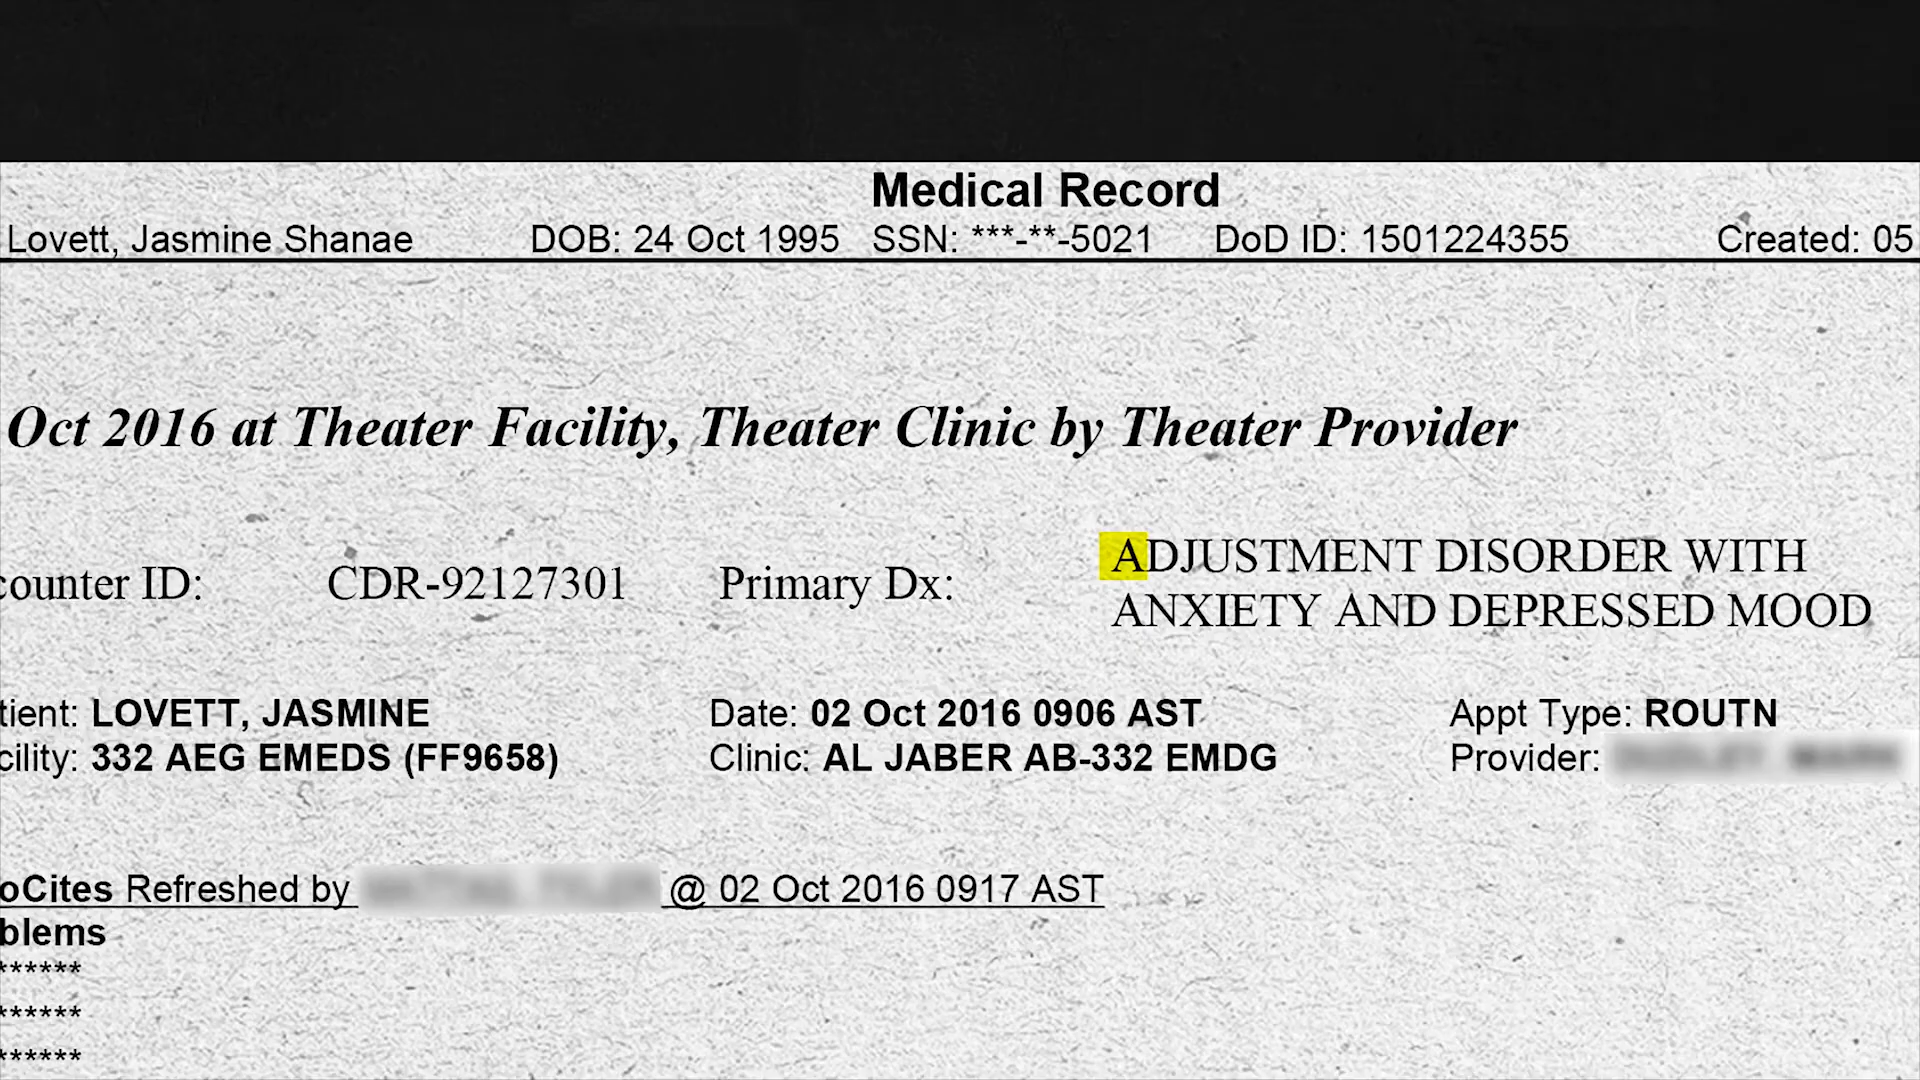 Medical Record
Lovett, Jasmine Shanae DOB: 24 Oct 1995 SSN: ***-**-5021 DoD ID: 1501224355 Created: 05
Oct 2016 at Theater Facility, Theater Clinic by Theater Provider
counter ID: CDR-92127301 Primary Dx: ADJUSTMENT DISORDER WITH
ANXIETY AND DEPRESSED MOOD
tient: LOVETT, JASMINE Date: 02 Oct 2016 0906 AST Appt Type: ROUTN
cility: 332 AEG EMEDS (FF9658) Clinic: AL JABER AB-332 EMDG Provider:
oCites Refreshed by @ 02 Oct 2016 0917 AST
blems
******
******
******